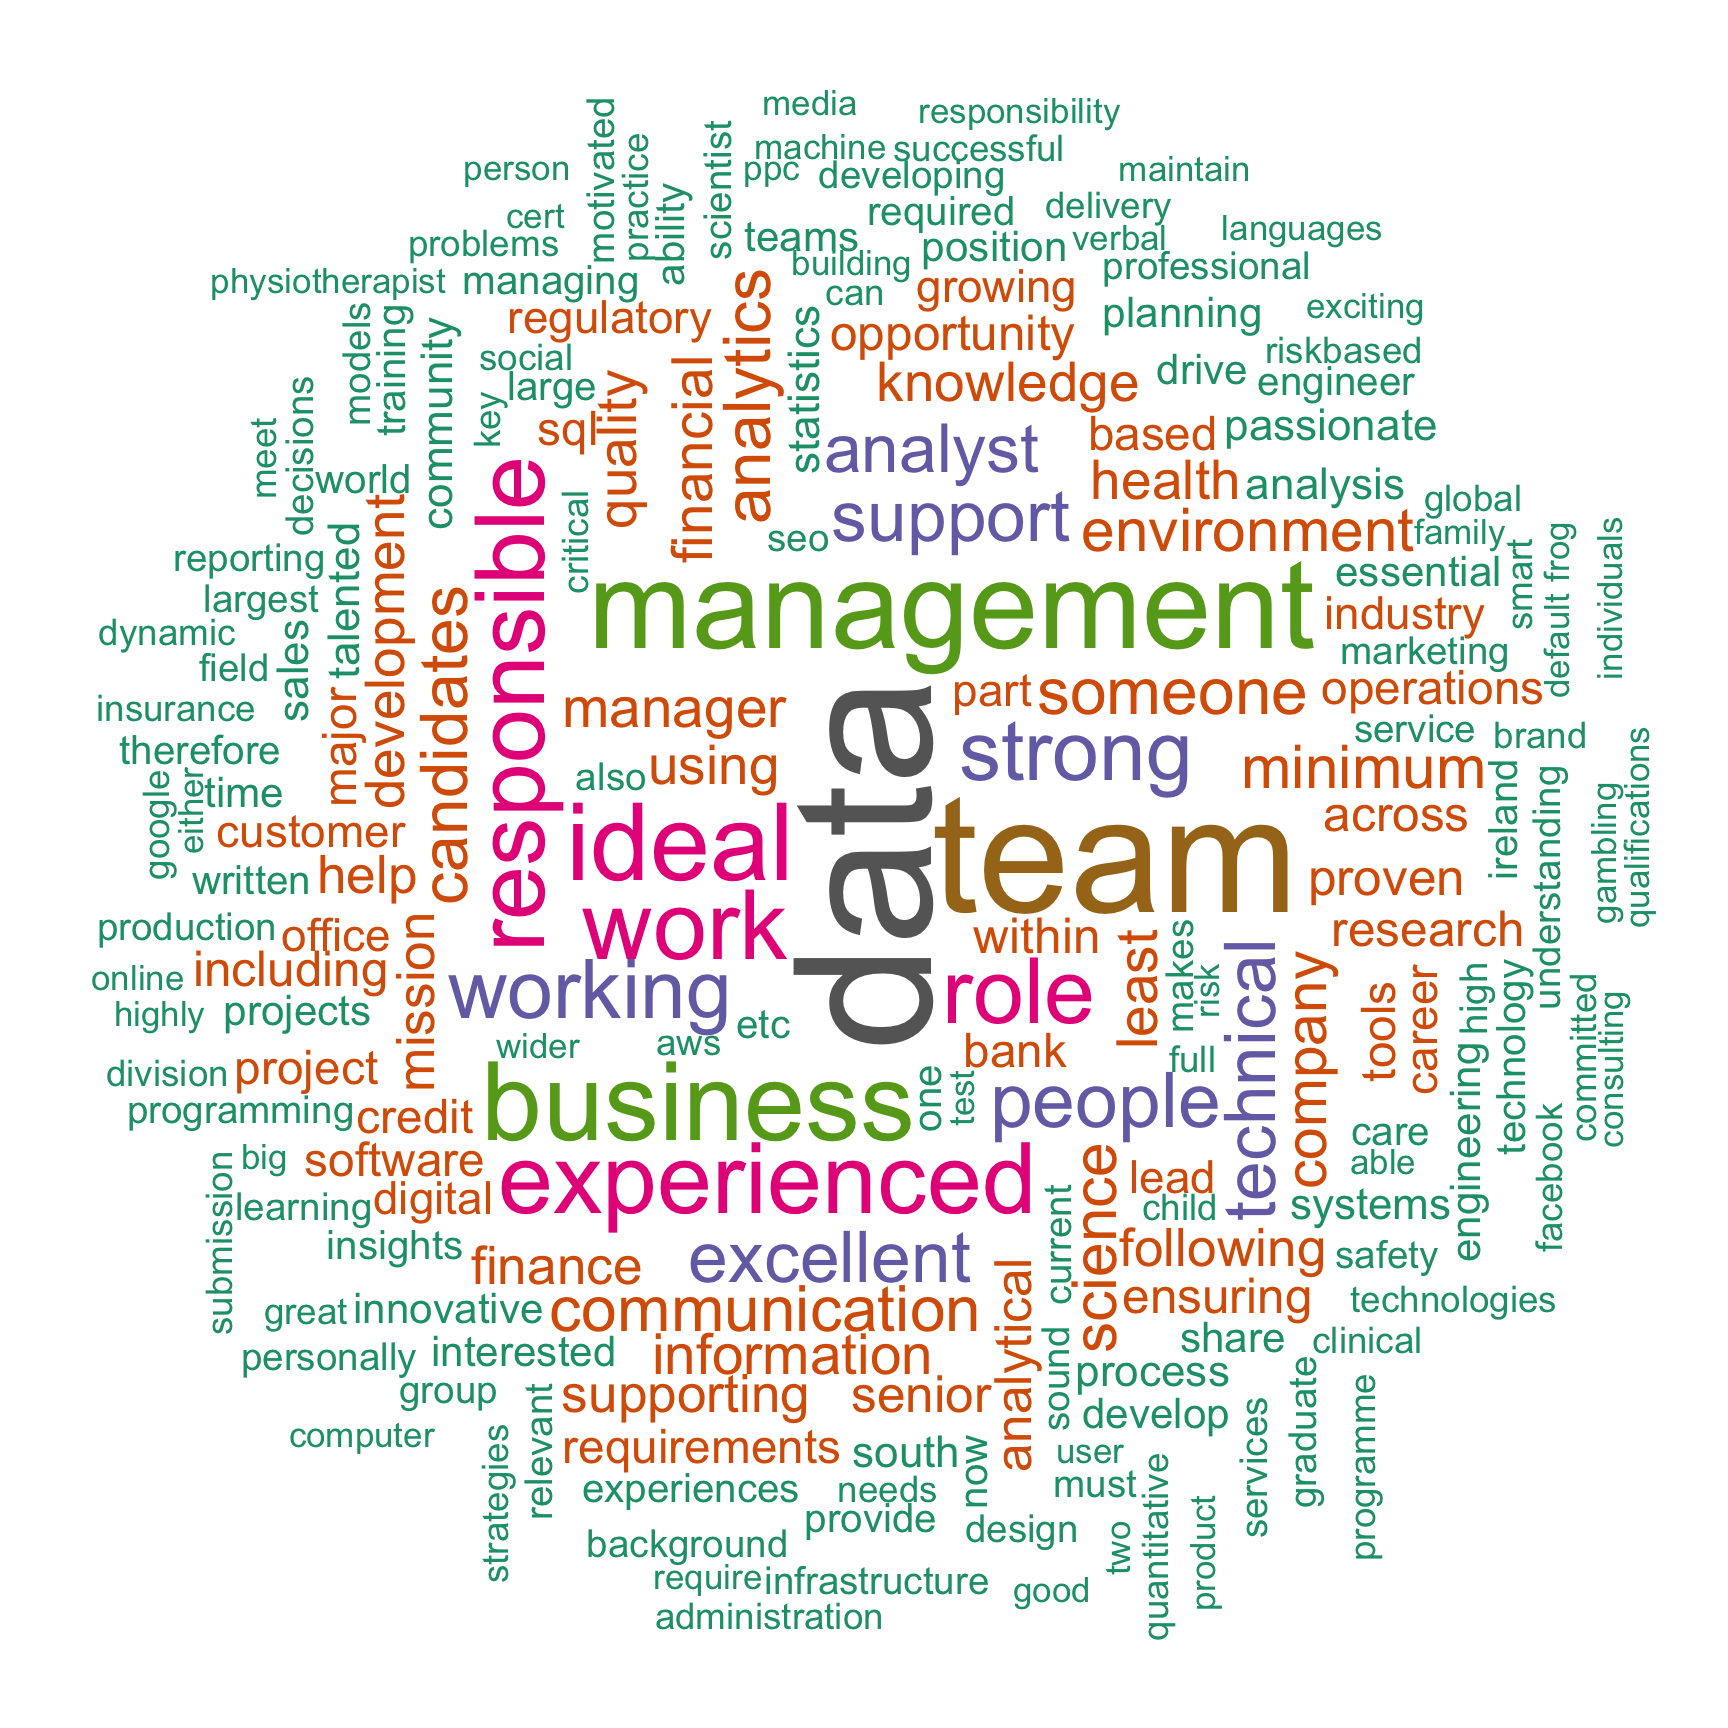 media
responsibility
motivated
practice
scientist
machine
successful
person
ppc
developing
maintain
ability
cert
required
delivery
languages
problems
teams
position
verbal
physiotherapist
managing
building
professional
analytics
can
growing
exciting
models
training
community
regulatory
statistics
opportunity
planning
social
financial
riskbased
decisions
key
large
quality
knowledge
drive
engineer
meet
sql
analyst
based
passionate
world
responsible
critical
health
analysis
global
development
seo
support
environment
family
smart
default frog
individuals
reporting
talented
candidates
management
essential
largest
industry
dynamic
sales
marketing
field
major
manager
data
part
someone
operations
insurance
service
brand
qualifications
therefore
also
using
strong
minimum
ireland
understanding
gambling
google
either
time
ideal
team
across
customer
written
help
proven
production
office
mission
work
within
least
makes
technical
research
online
including
working
role
risk
company
tools
career
high
technology
committed
consulting
highly
projects
wider
aws
etc
bank
full
division
project
business
one
test
people
engineering
facebook
programming
credit
care
big
software
experienced
science
lead
able
submission
learning
digital
current
child
systems
insights
finance
excellent
analytical
following
safety
great
innovative
communication
ensuring
technologies
personally
interested
information
sound
share
clinical
group
relevant
supporting
senior
process
graduate
programme
computer
strategies
requirements
south
now
develop
services
user
experiences
needs
must
quantitative
product
provide
design
two
background
require
infrastructure
good
administration